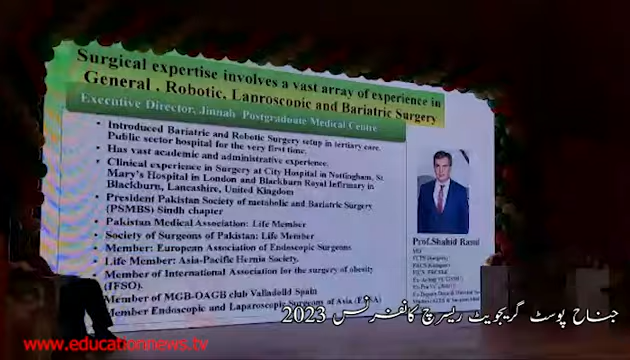 Surgical expertise involves a vast array of experience in
General , Robotic, Laproscopic and Bariatric Surgery
Executive Director, Jinnah Postgradoute Medical Centre
Introduced Bariatric and Robotic Surgery setup in tertiary care,
Public sector hospital for the very first time.
Has vast academic and administrative experience.
Clinical experience in Surgery at City Hospital in Nottingham, St
Mary's Hospital in London and Blackburn Royal Infirmary in
Blackburn, Lancashire, United Kingdom
President Pakistan Society of metabolic and Bariatric Surgery
(PSMBS) Sindh chapter
Pakistan Medical Association: Life Member
Society of Surgeons of Pakistan: Life Member
Member: European Association of Endoscopic Surgeons
Life Member: Asia-Pacific Hernia Society.
Member of International Association for the surgery of obesity
(IFSO).
Member of MGB-OAGB club Valladolid Spain
Member Endoscopic and Laparoscopic Surgeons of Asia (ELSA)
Prof.Shahid Rasul
جناح پوسٹ گریجویٹ ریسرچ کانفرنس 2023
www.educationnews.tv